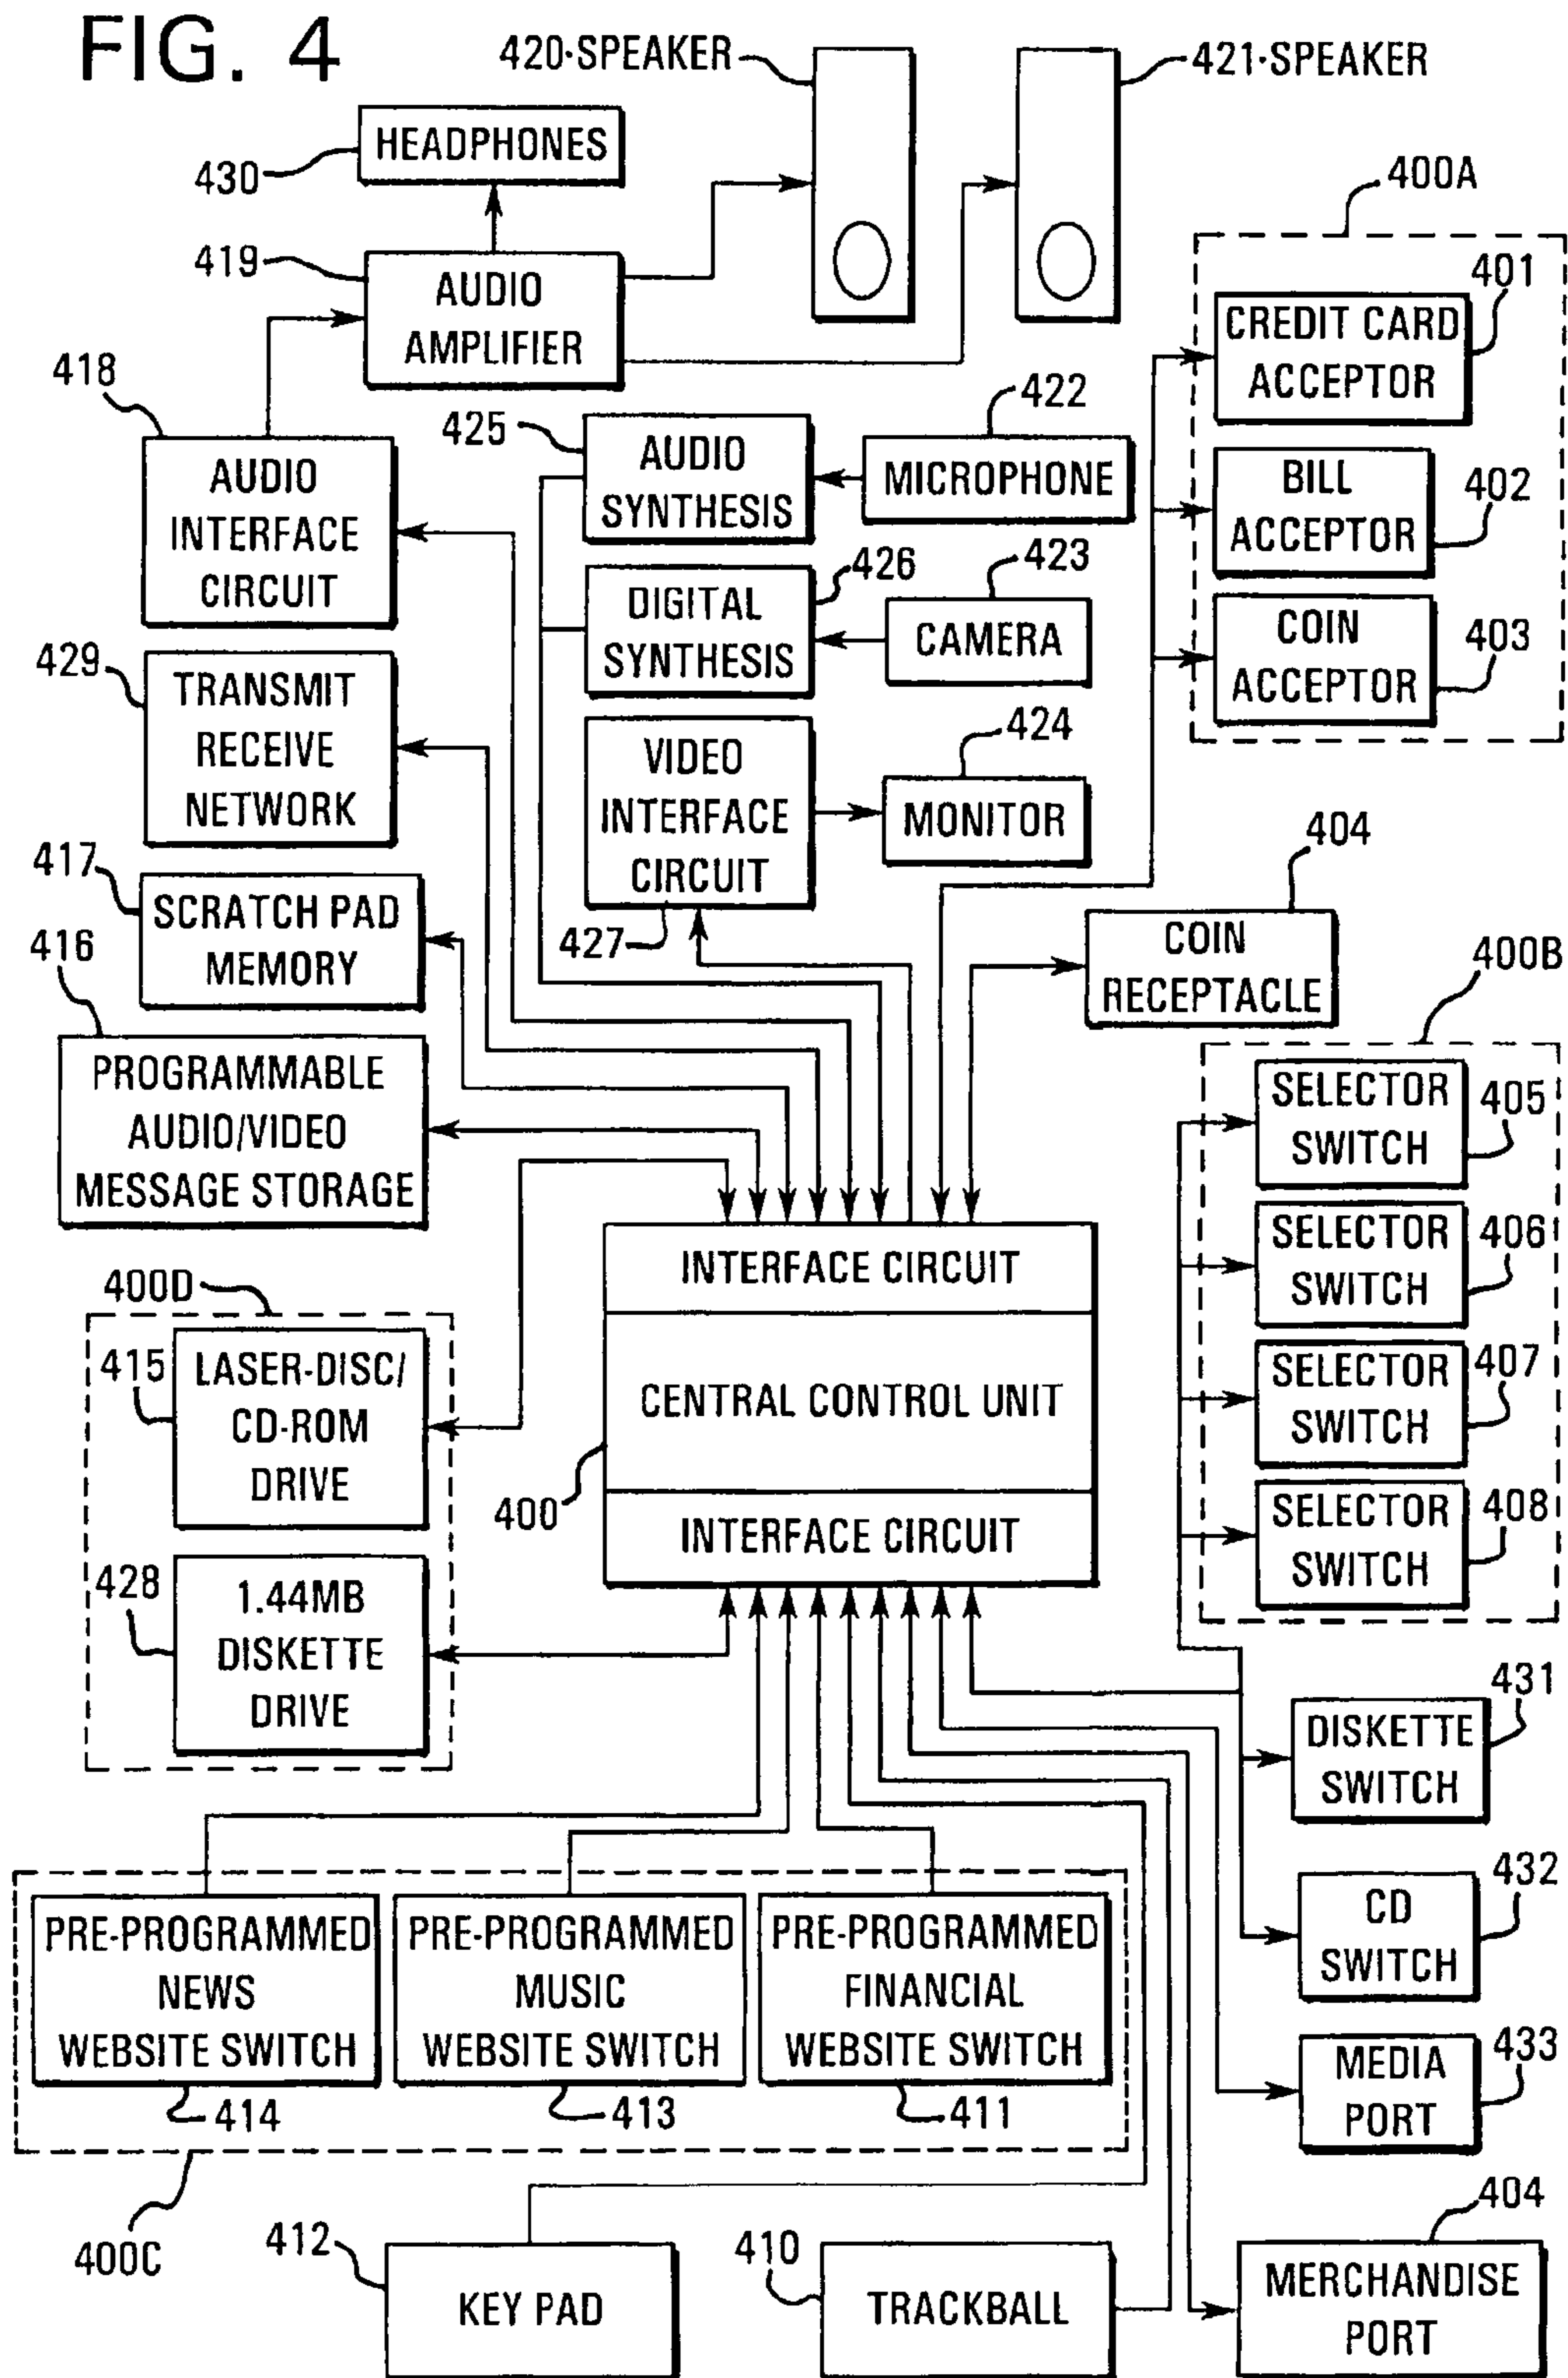 FIG. 4
420·SPEAKER
421·SPEAKER
HEADPHONES
430
400A
419
AUDIO
AMPLIFIER
401
CREDIT CARD
ACCEPTOR
418
AUDIO
INTERFACE
CIRCUIT
425
AUDIO
SYNTHESIS
422
MICROPHONE
BILL
ACCEPTOR
402
426
DIGITAL
SYNTHESIS
423
CAMERA
COIN
ACCEPTOR
403
429
TRANSMIT
RECEIVE
NETWORK
VIDEO
INTERFACE
CIRCUIT
427
424
MONITOR
417
SCRATCH PAD
MEMORY
404
COIN
RECEPTACLE
416
PROGRAMMABLE
AUDIO/VIDEO
MESSAGE STORAGE
400B
SELECTOR
SWITCH
405
SELECTOR
SWITCH
406
SELECTOR
SWITCH
407
SELECTOR
SWITCH
408
400D
415
LASER-DISC/
CD-ROM
DRIVE
428
1.44MB
DISKETTE
DRIVE
INTERFACE CIRCUIT
CENTRAL CONTROL UNIT
400
INTERFACE CIRCUIT
431
DISKETTE
SWITCH
432
CD
SWITCH
433
MEDIA
PORT
PRE-PROGRAMMED
NEWS
WEBSITE SWITCH
414
PRE-PROGRAMMED
MUSIC
WEBSITE SWITCH
413
PRE-PROGRAMMED
FINANCIAL
WEBSITE SWITCH
411
400C
412
KEY PAD
410
TRACKBALL
404
MERCHANDISE
PORT